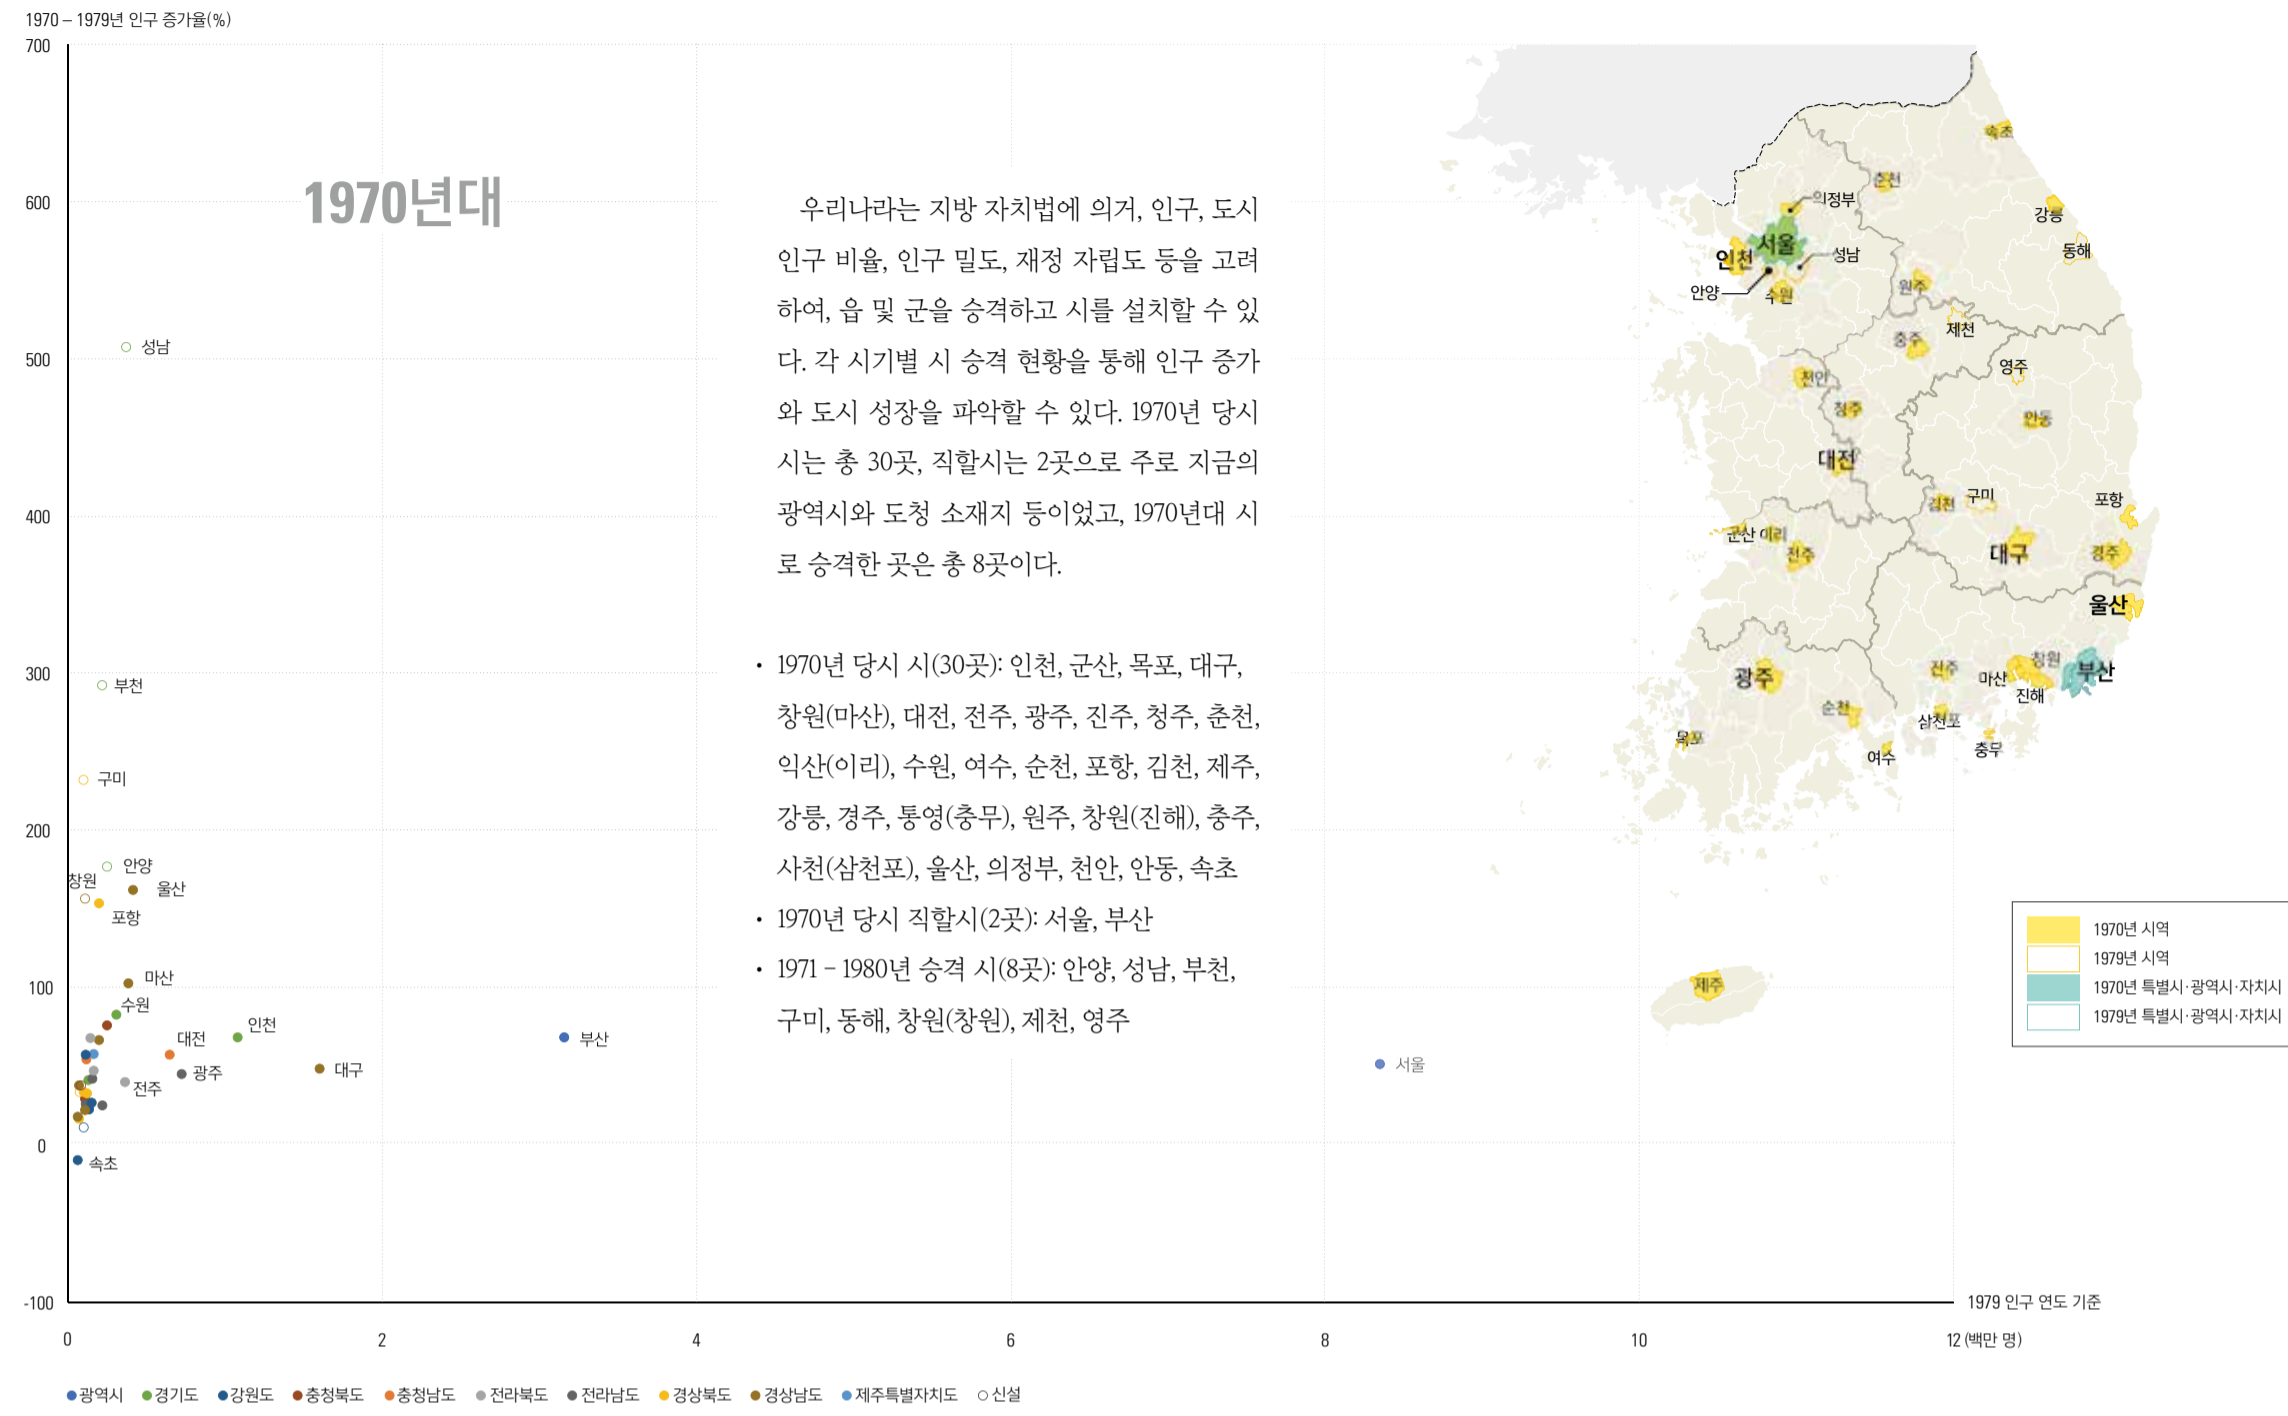 1970 – 1979년 인구 증가율(%)
700
600
500
400
300
200
100
0
-100
1970년대
성남
부천
구미
안양
창원
울산
포항
마산
수원
인천
대전
부산
광주
대구
전주
서울
속초
우리나라는 지방 자치법에 의거, 인구, 도시
인구 비율, 인구 밀도, 재정 자립도 등을 고려
하여, 읍 및 군을 승격하고 시를 설치할 수 있
다. 각 시기별 시 승격 현황을 통해 인구 증가
와 도시 성장을 파악할 수 있다. 1970년 당시
시는 총 30곳, 직할시는 2곳으로 주로 지금의
광역시와 도청 소재지 등이었고, 1970년대 시
로 승격한 곳은 총 8곳이다.
• 1970년 당시 시(30곳): 인천, 군산, 목포, 대구,
창원(마산), 대전, 전주, 광주, 진주, 청주, 춘천,
익산(이리), 수원, 여수, 순천, 포항, 김천, 제주,
강릉, 경주, 통영(충무), 원주, 창원(진해), 충주,
사천(삼천포), 울산, 의정부, 천안, 안동, 속초
• 1970년 당시 직할시(2곳): 서울, 부산
• 1971 – 1980년 승격 시(8곳): 안양, 성남, 부천,
구미, 동해, 창원(창원), 제천, 영주
속초
춘천
의정부
강릉
서울
동해
인천
성남
안양
수원
원주
제천
충주
영주
천안
청주
안동
대전
김천
구미
포항
군산
이리
전주
대구
경주
울산
창원
진주
부산
광주
마산
진해
순천
삼천포
목포
충무
여수
제주
1970년 시역
1979년 시역
1970년 특별시·광역시·자치시
1979년 특별시·광역시·자치시
1979 인구 연도 기준
0 2 4 6 8 10 12 (백만 명)
광역시 경기도 강원도 충청북도 충청남도 전라북도 전라남도 경상북도 경상남도 제주특별자치도 신설